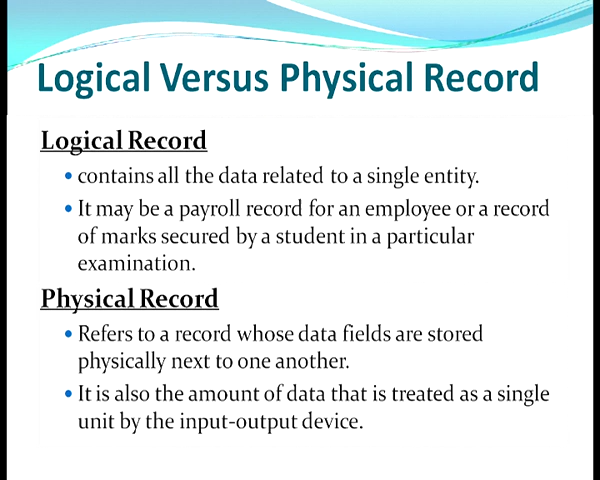 Logical Versus Physical Record
Logical Record
• contains all the data related to a single entity.
• It may be a payroll record for an employee or a record
of marks secured by a student in a particular
examination.
Physical Record
• Refers to a record whose data fields are stored
physically next to one another.
• It is also the amount of data that is treated as a single
unit by the input-output device.